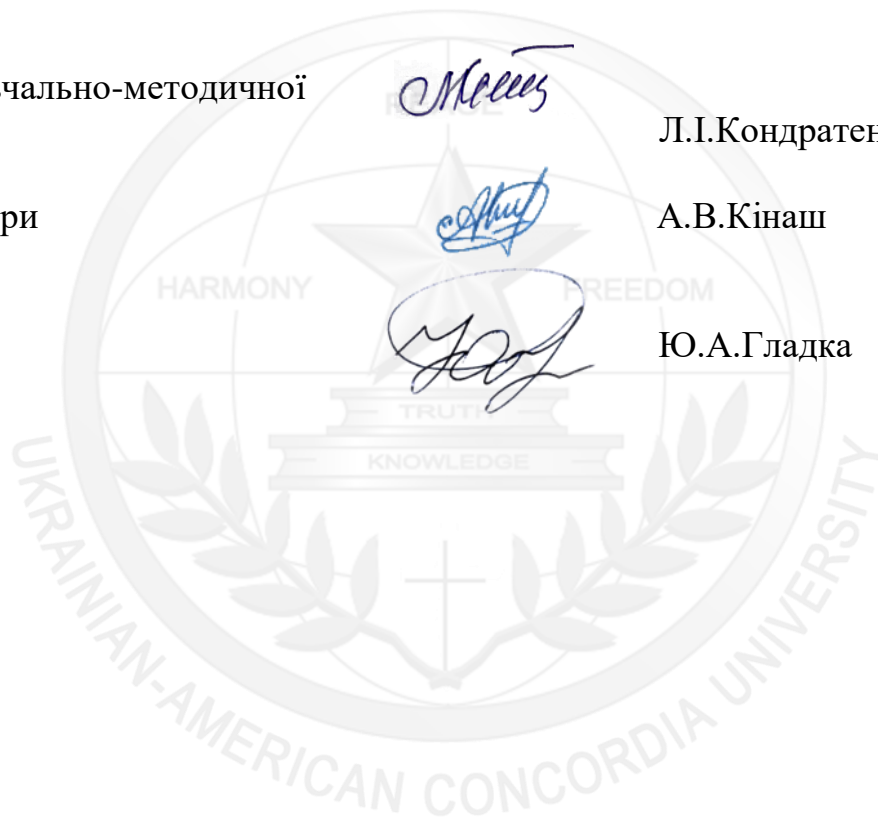 чально-методичної
Л.І.Кондратен
ри
А.В.Кінаш
HARMONY FREEDOM
Ю.А.Гладка
TRUTH
KNOWLEDGE
UKRAINIAN-AMERICAN CONCORDIA UNIVERSITY